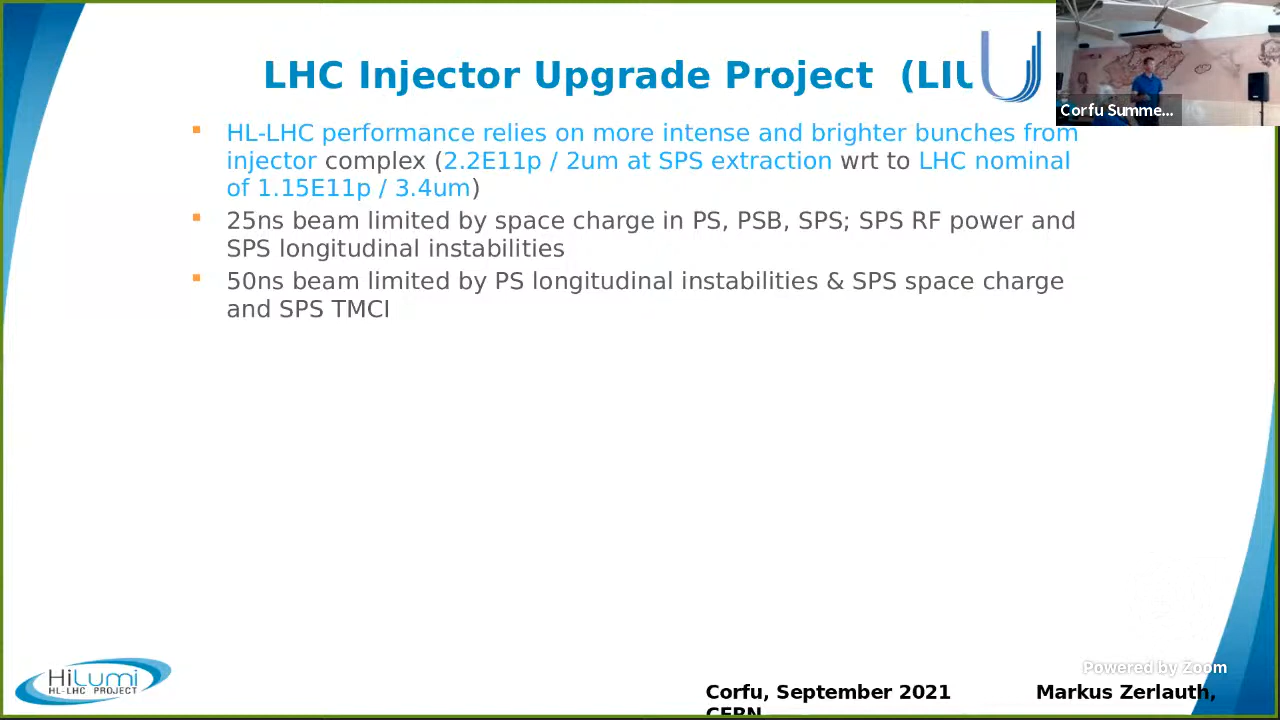 LHC Injector Upgrade Project (LIU
Corfu Summe...
HL-LHC performance relies on more intense and brighter bunches from
injector complex (2.2E11p / 2um at SPS extraction wrt to LHC nominal
of 1.15E11p / 3.4um)
25ns beam limited by space charge in PS, PSB, SPS; SPS RF power and
SPS longitudinal instabilities
50ns beam limited by PS longitudinal instabilities & SPS space charge
and SPS TMCI
Powered by Zoom
HiLumi
HL-LHC PROJECT
Corfu, September 2021 Markus Zerlauth,
CERN